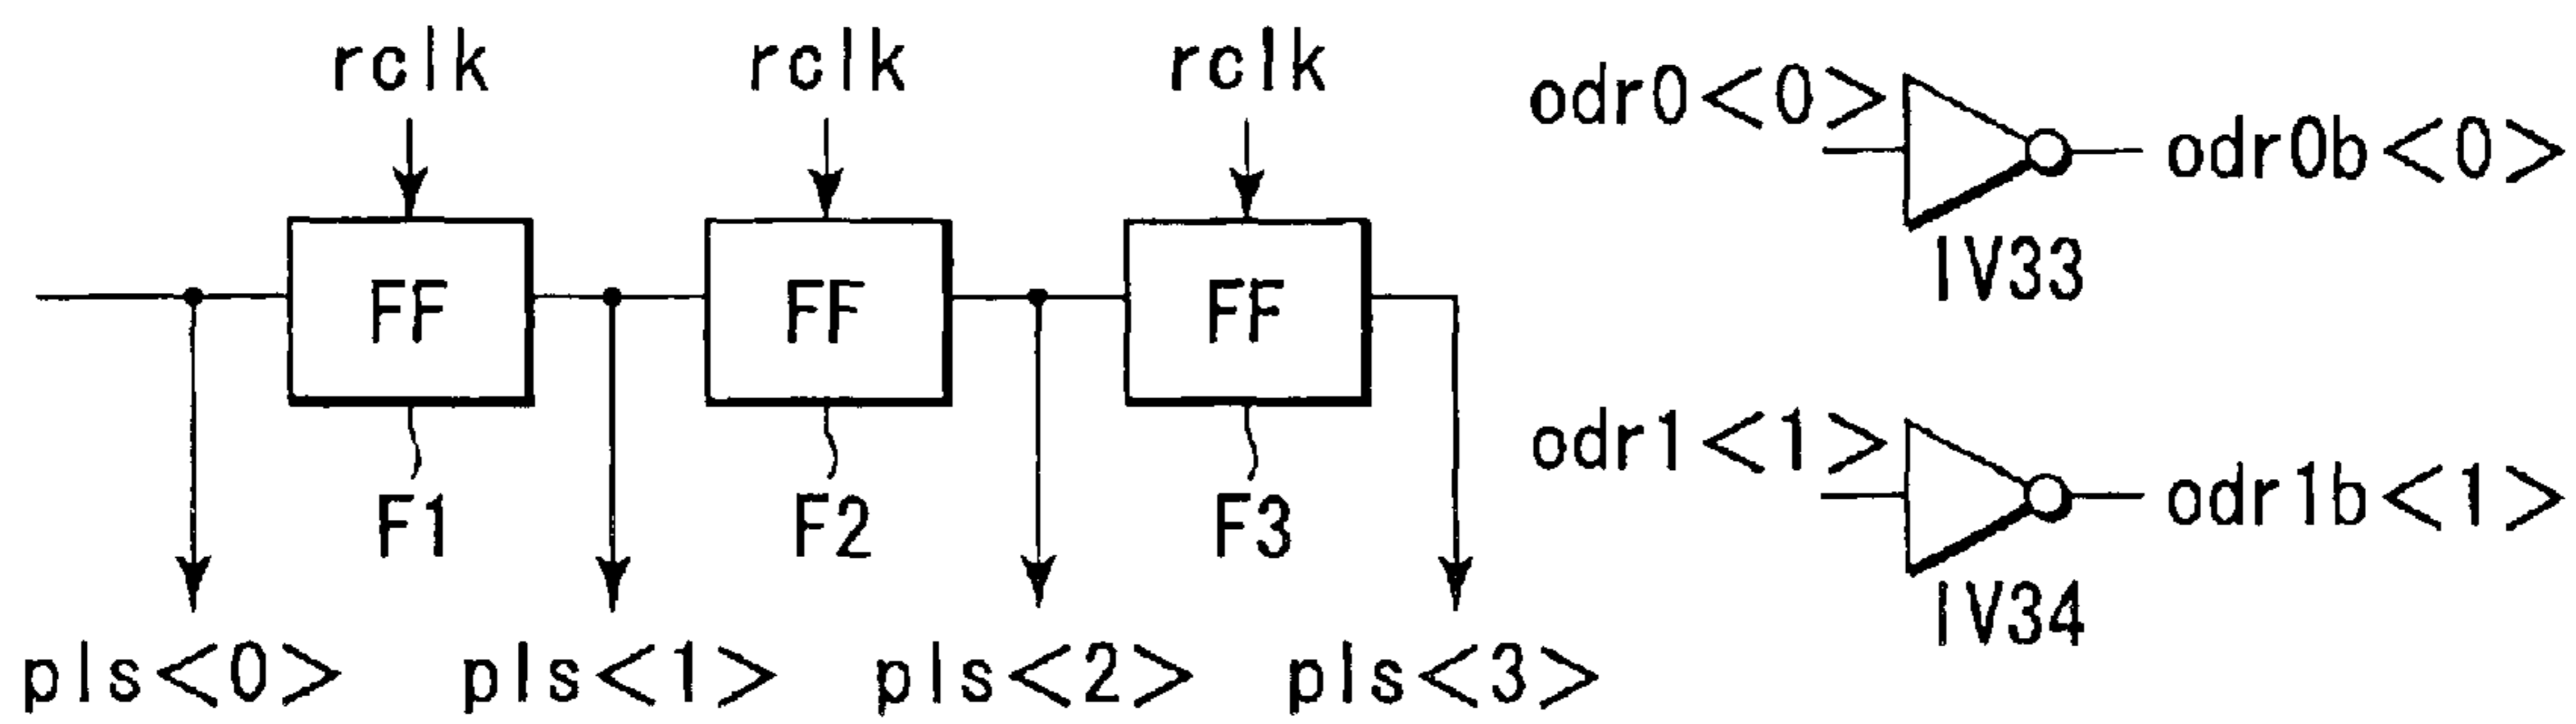 rclk rclk rclk
odr0<0> odr0b<0>
FF FF FF
IV33
odr1<1> odr1b<1>
F1 F2 F3
IV34
pls<0> pls<1> pls<2> pls<3>